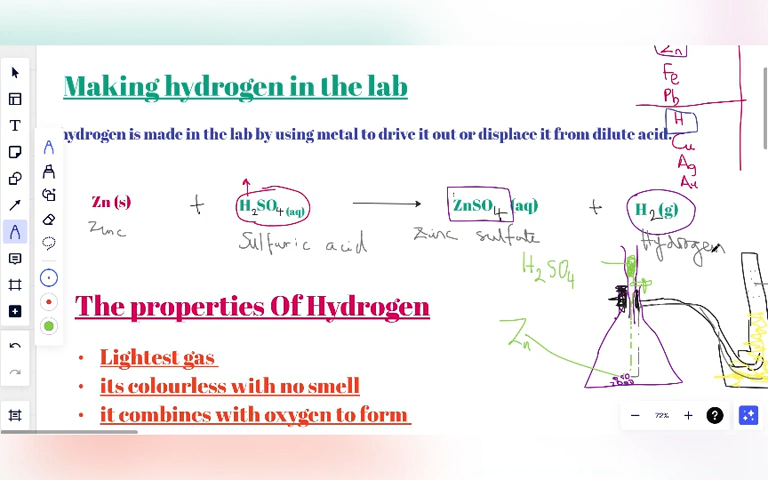 Making hydrogen in the lab
hydrogen is made in the lab by using metal to drive it out or displace it from dilute acid.
Zn
Fe
Pb
H
Cu
Ag
Au
Zn (s) + H2SO4 (aq) → ZnSO4 (aq) + H2 (g)
Zinc Sulfuric acid Zinc sulfate Hydrogen
H2SO4
Zn
The properties Of Hydrogen
• Lightest gas
• its colourless with no smell
• it combines with oxygen to form
72%